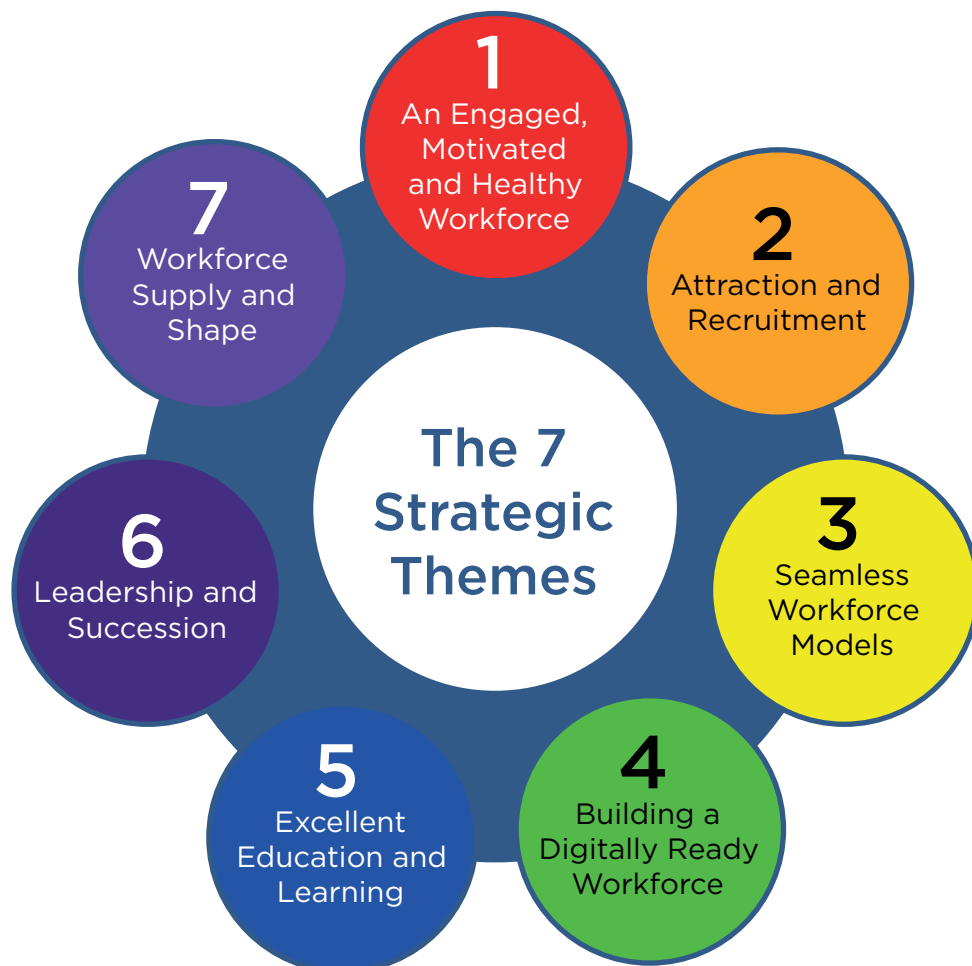 The 7
Strategic
Themes
1
An Engaged,
Motivated
and Healthy
Workforce
2
Attraction and
Recruitment
3
Seamless
Workforce
Models
4
Building a
Digitally Ready
Workforce
5
Excellent
Education and
Learning
6
Leadership and
Succession
7
Workforce
Supply and
Shape